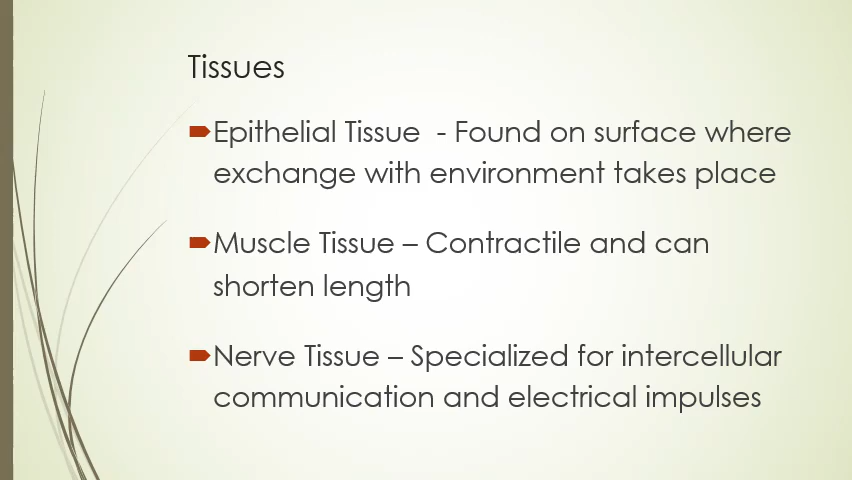 Tissues
Epithelial Tissue  - Found on surface where
exchange with environment takes place
Muscle Tissue – Contractile and can
shorten length
Nerve Tissue – Specialized for intercellular
communication and electrical impulses